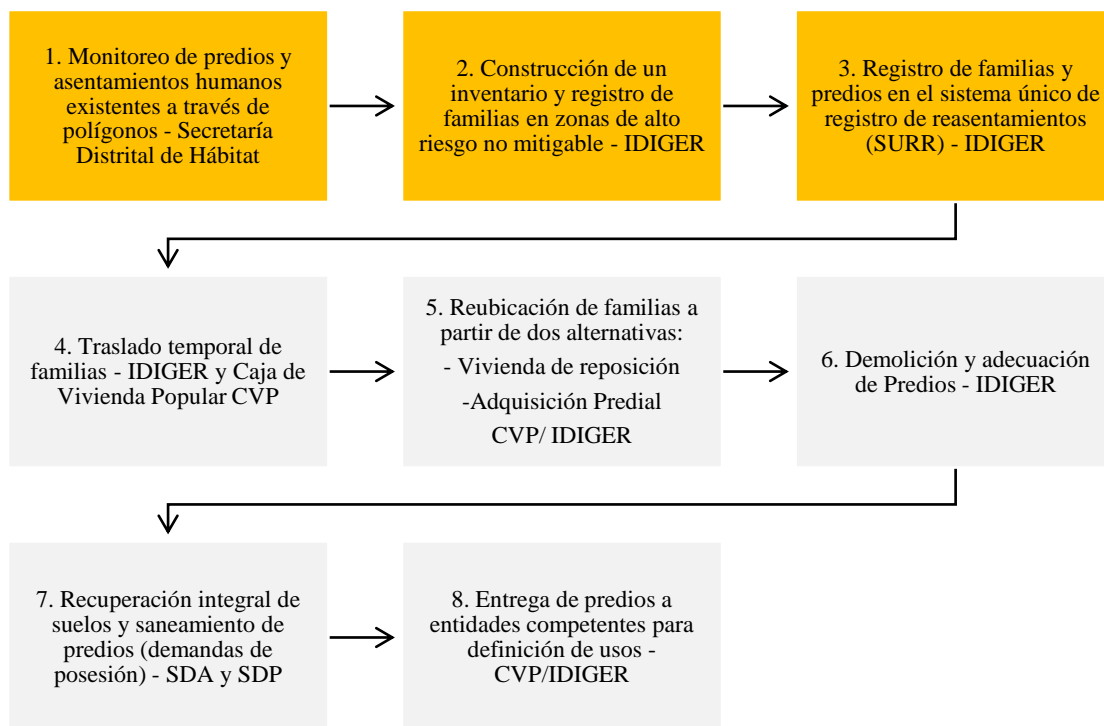 1. Monitoreo de predios y
asentamientos humanos
existentes a través de
polígonos - Secretaría
Distrital de Hábitat
2. Construcción de un
inventario y registro de
familias en zonas de alto
riesgo no mitigable - IDIGER
3. Registro de familias y
predios en el sistema único de
registro de reasentamientos
(SURR) - IDIGER
4. Traslado temporal de
familias - IDIGER y Caja de
Vivienda Popular CVP
5. Reubicación de familias a
partir de dos alternativas:
- Vivienda de reposición
-Adquisición Predial
CVP/ IDIGER
6. Demolición y adecuación
de Predios - IDIGER
7. Recuperación integral de
suelos y saneamiento de
predios (demandas de
posesión) - SDA y SDP
8. Entrega de predios a
entidades competentes para
definición de usos -
CVP/IDIGER